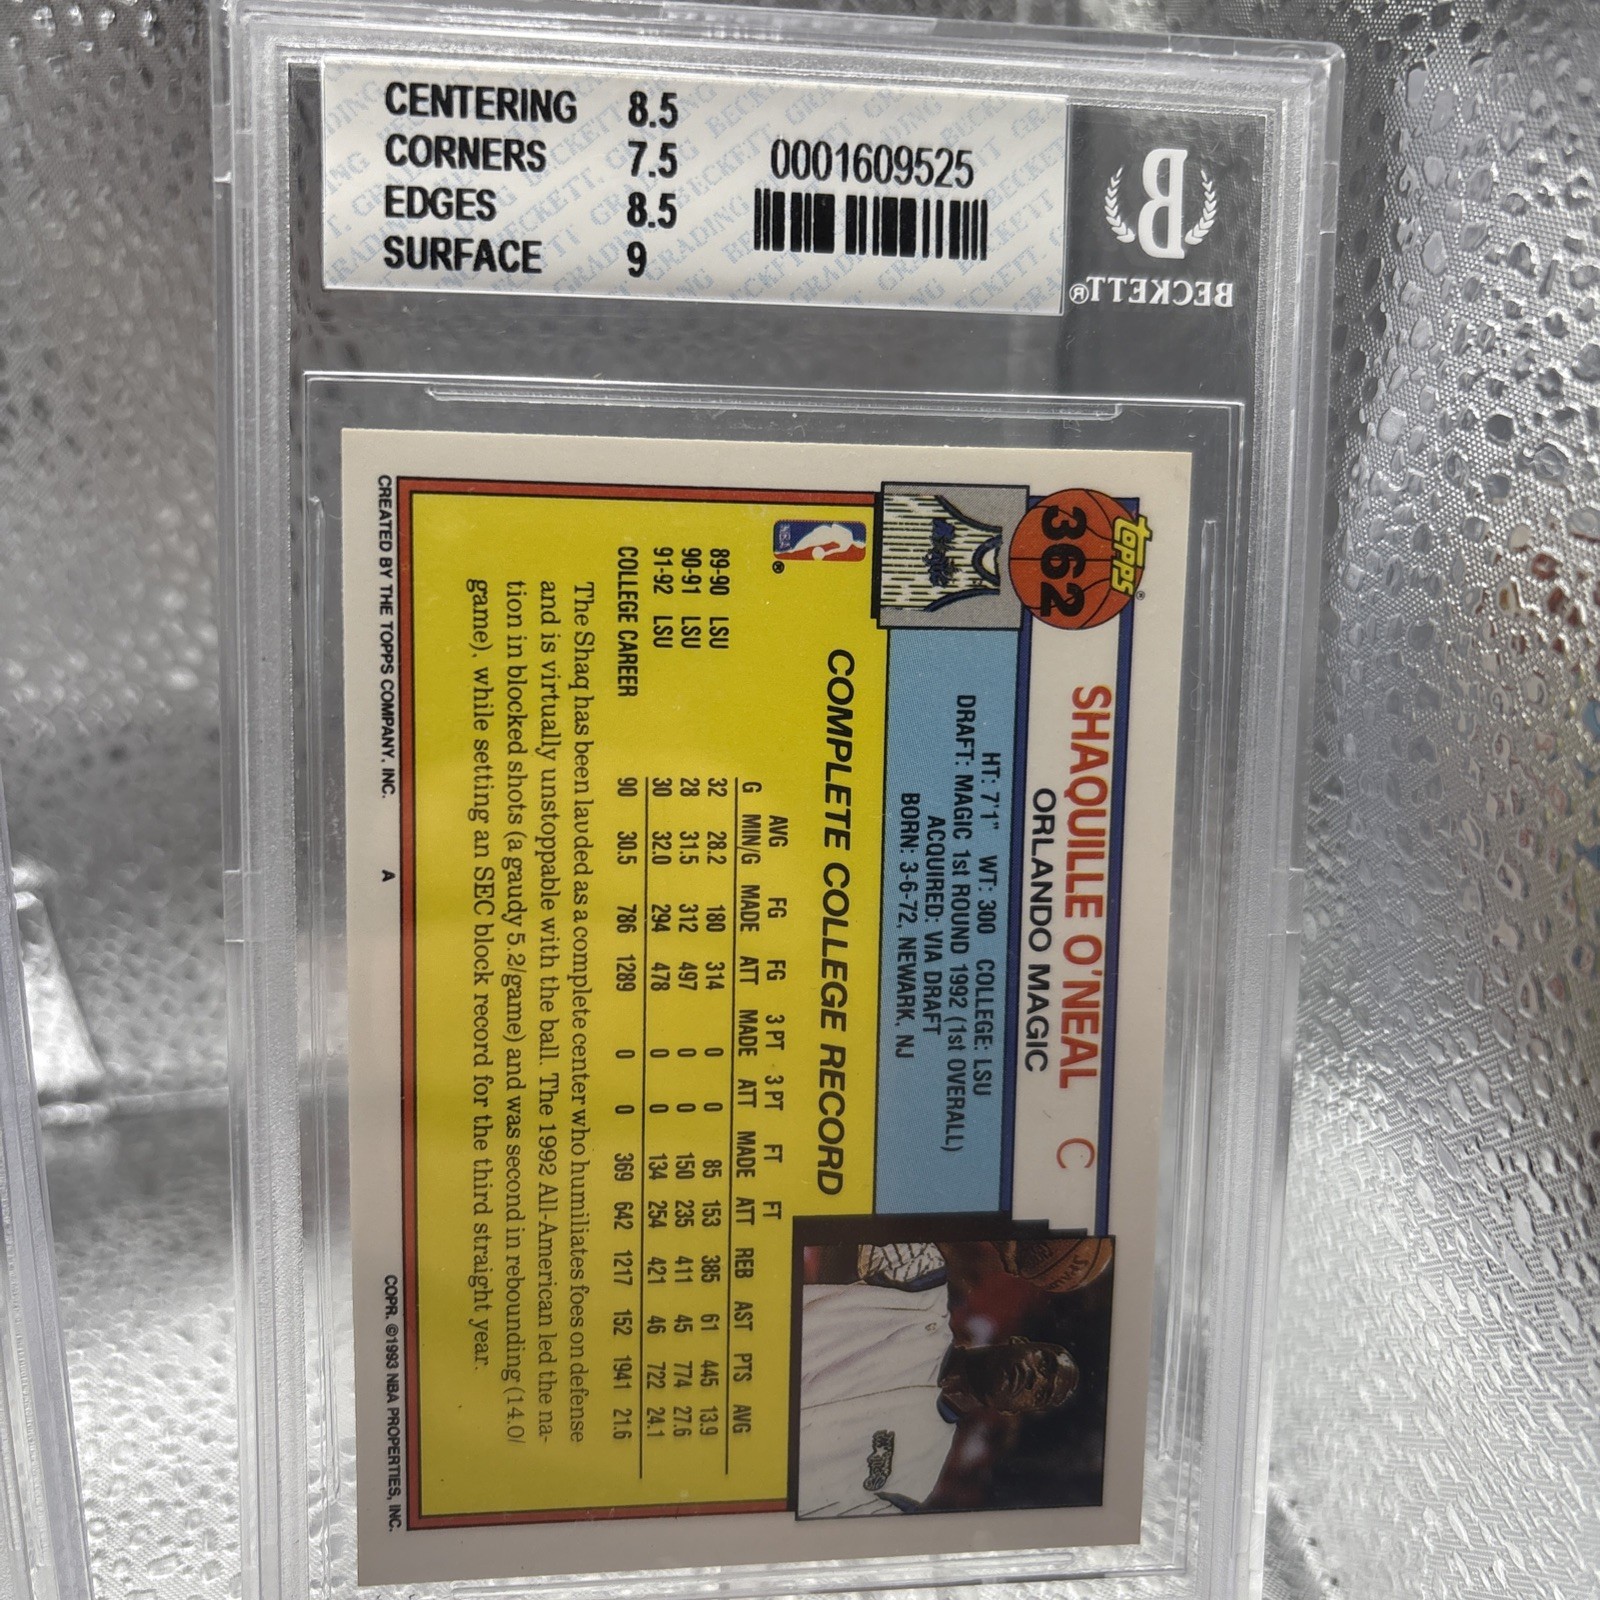 CENTERING 8.5
CORNERS 7.5
EDGES 8.5
SURFACE 9
0001609525
B
BECKETT®
topps®
362
SHAQUILLE O'NEAL C
ORLANDO MAGIC
HT: 7'1" WT: 300 COLLEGE: LSU
DRAFT: MAGIC 1st ROUND 1992 (1st OVERALL)
ACQUIRED: VIA DRAFT
BORN: 3-6-72, NEWARK, NJ
NBA ®
COMPLETE COLLEGE RECORD
AVG FG FG 3 PT 3 PT FT FT
G MIN/G MADE ATT MADE ATT MADE ATT REB AST PTS AVG
89-90 LSU 32 28.2 180 314 0 0 85 153 385 61 445 13.9
90-91 LSU 28 31.5 312 497 0 0 150 235 411 45 774 27.6
91-92 LSU 30 32.0 294 478 0 0 134 254 421 46 722 24.1
COLLEGE CAREER 90 30.5 786 1289 0 0 369 642 1217 152 1941 21.6
The Shaq has been lauded as a complete center who humiliates foes on defense
and is virtually unstoppable with the ball. The 1992 All-American led the na-
tion in blocked shots (a gaudy 5.2/game) and was second in rebounding (14.0/
game), while setting an SEC block record for the third straight year.
CREATED BY THE TOPPS COMPANY, INC. A COPR. ©1993 NBA PROPERTIES, INC.